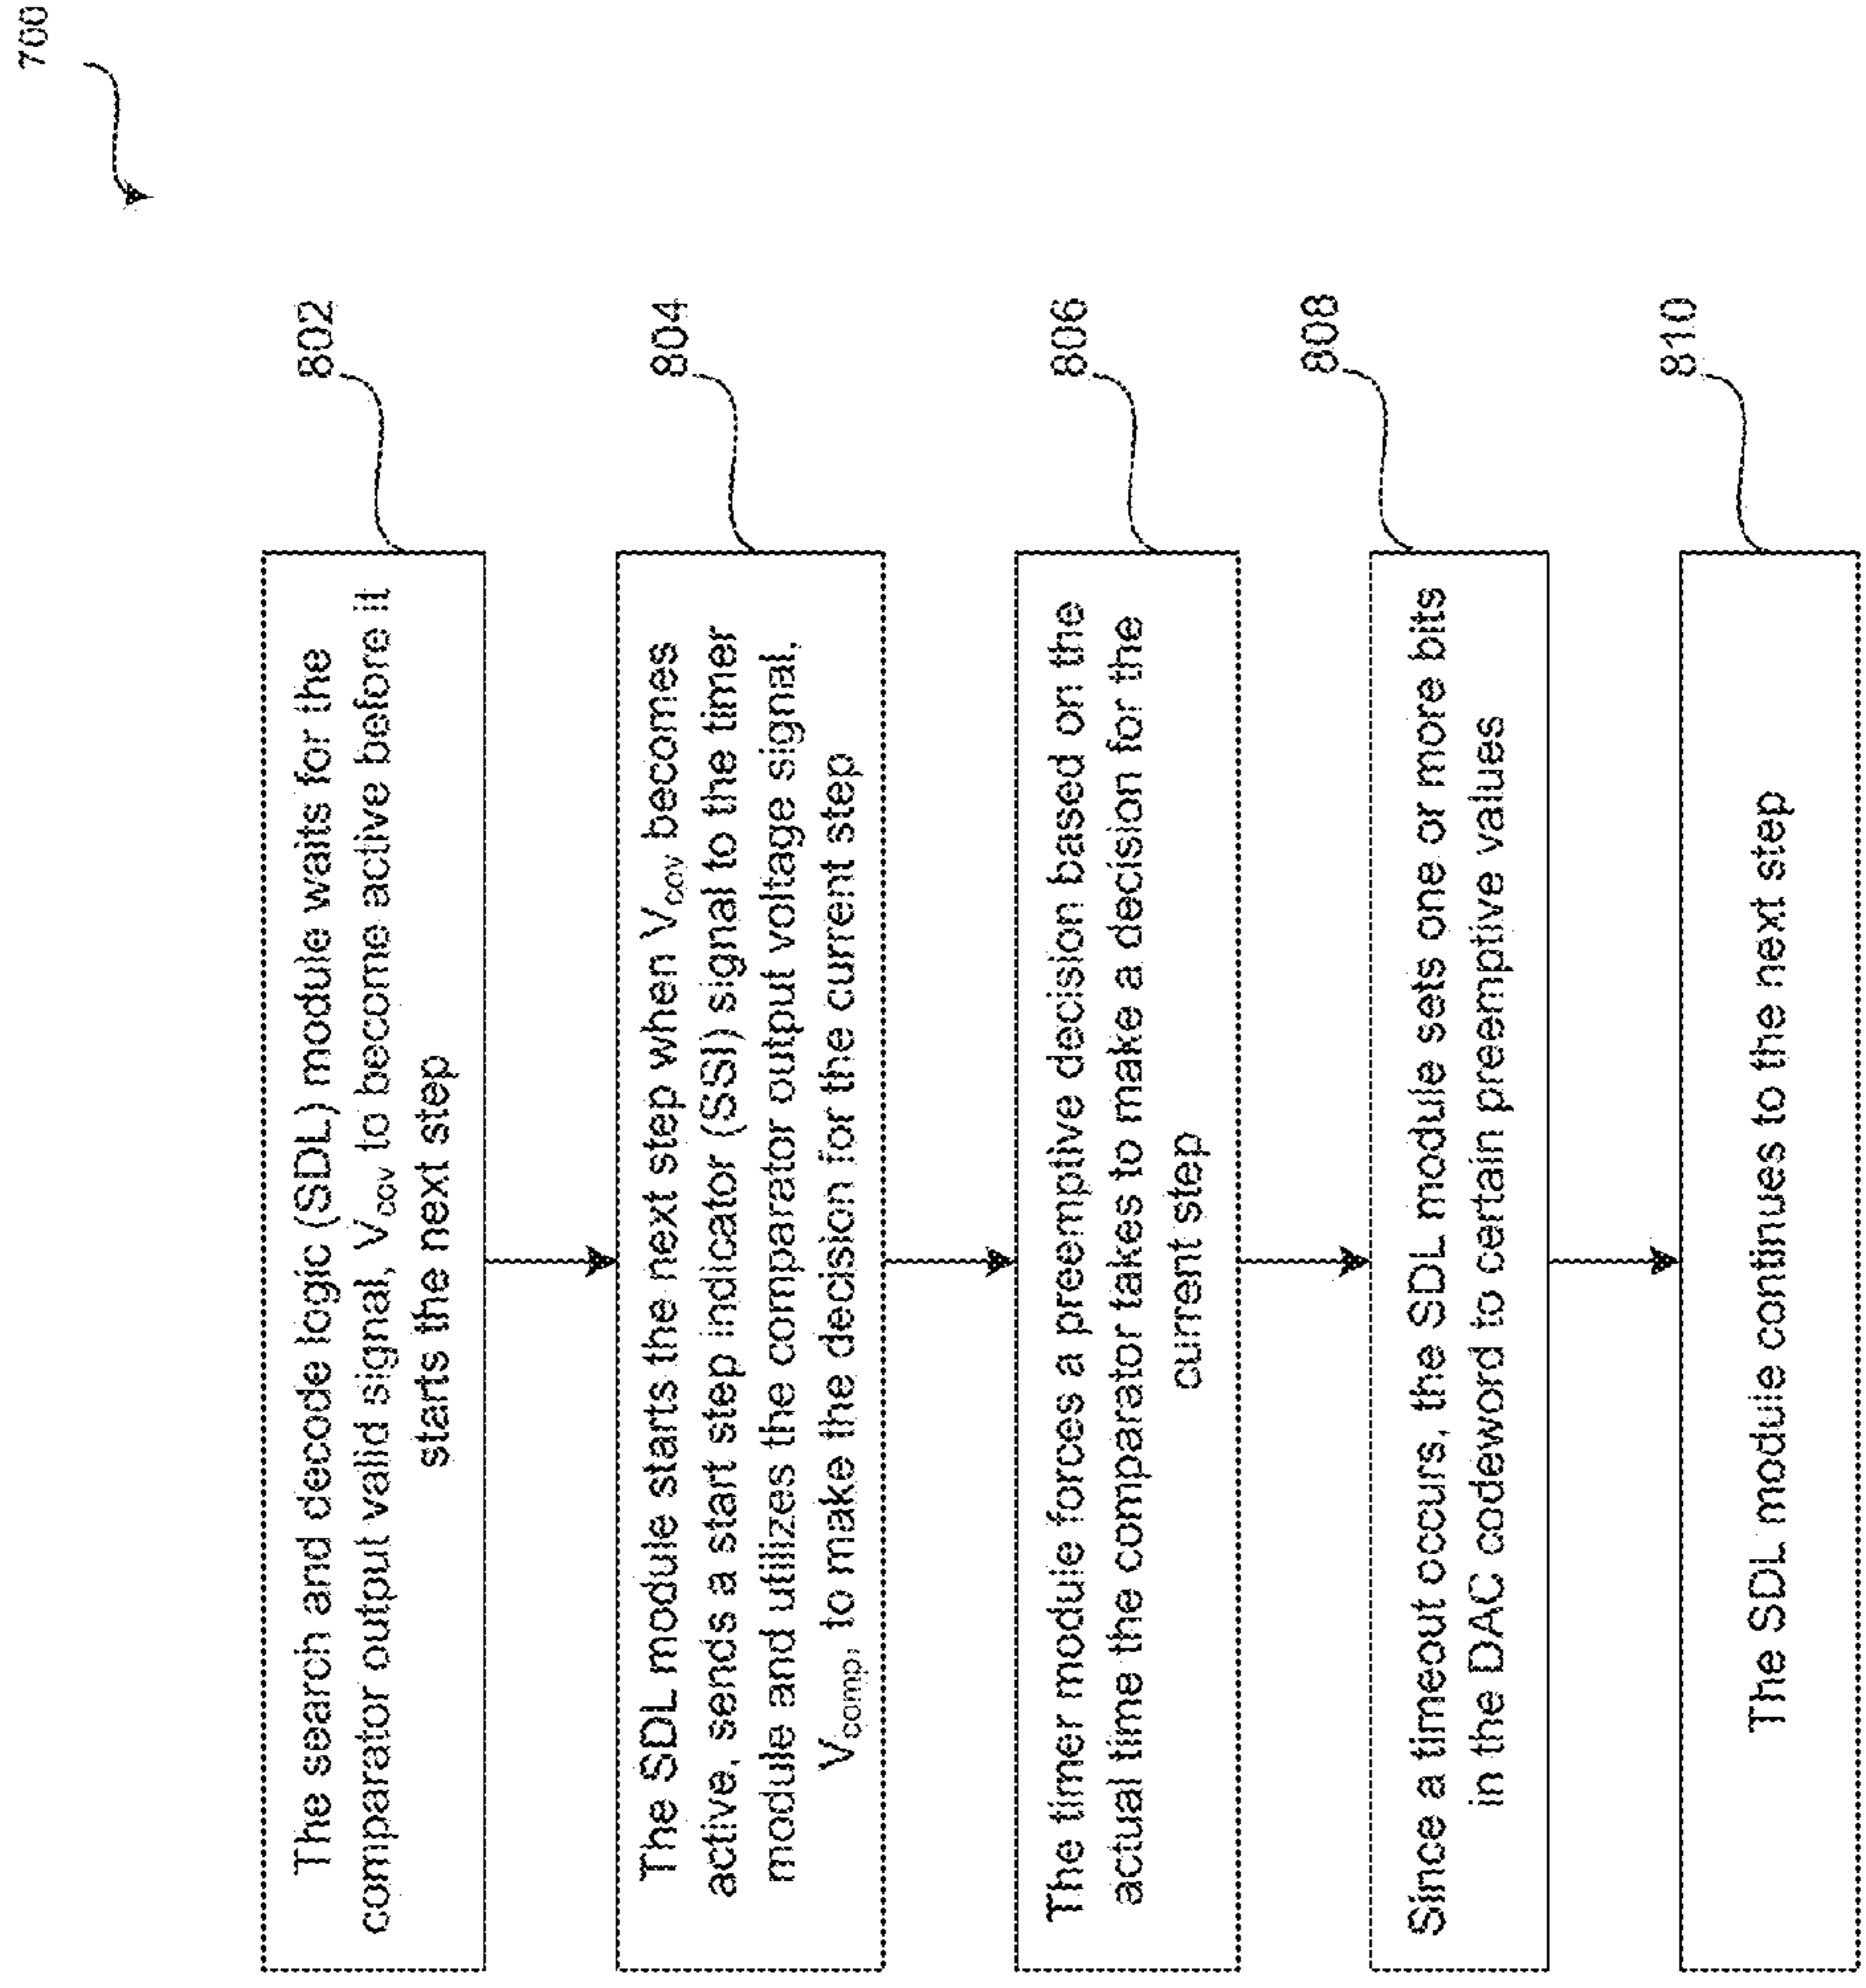 700
802
The search and decode logic (SDL) module waits for the
comparator output valid signal, Vcov to become active before it
starts the next step
804
The SDL module starts the next step when Vcov becomes
active, sends a start step indicator (SSI) signal to the timer
module and utilizes the comparator output voltage signal,
Vcomp, to make the decision for the current step
806
The timer module forces a preemptive decision based on the
actual time the comparator takes to make a decision for the
current step
808
Since a timeout occurs, the SDL module sets one or more bits
in the DAC codeword to certain preemptive values
810
The SDL module continues to the next step